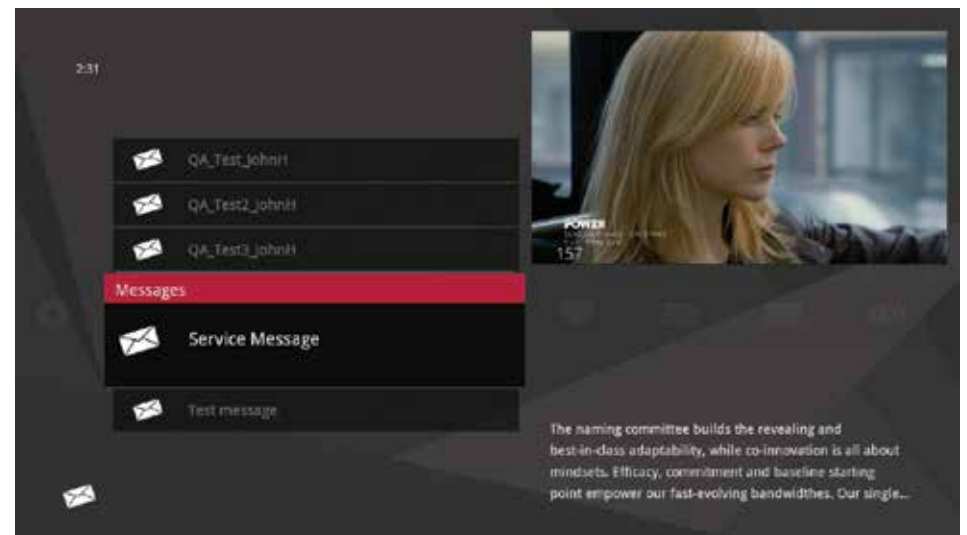 2:31
QA_Test_JohnH
QA_Test2_JohnH
QA_Test3_JohnH
Messages
Service Message
Test message
POWER
157
The naming committee builds the revealing and
best-in-class adaptability, while co-innovation is all about
mindsets. Efficacy, commitment and baseline starting
point empower our fast-evolving bandwidthes. Our single...